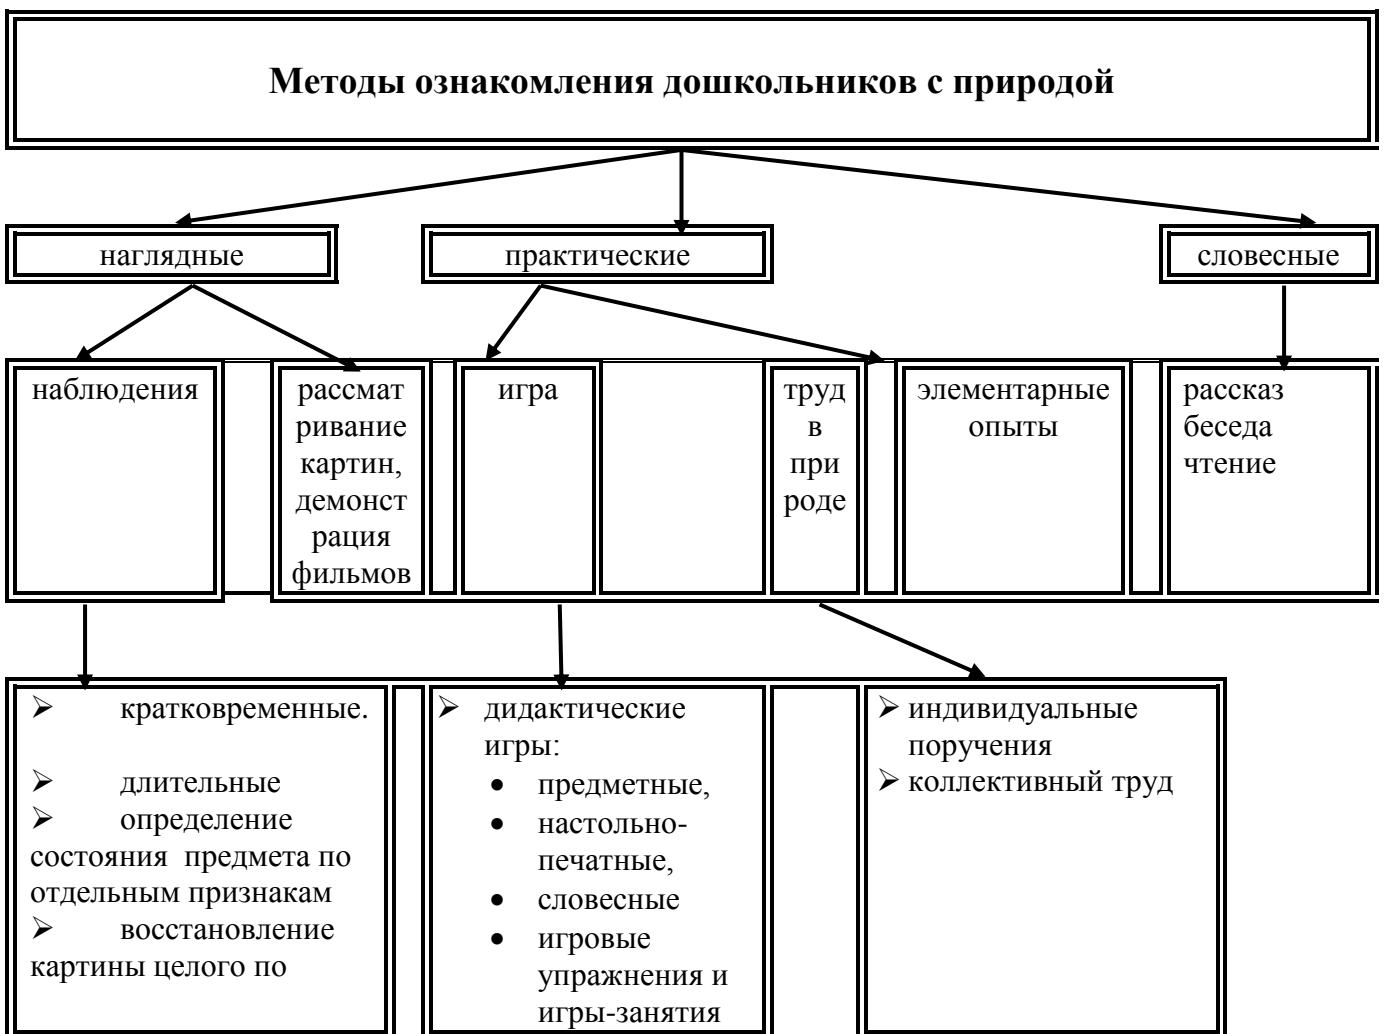 Методы ознакомления дошкольников с природой
наглядные
практические
словесные
наблюдения
рассмат
ривание
картин,
демонст
рация
фильмов
игра
труд
в
при
роде
элементарные
опыты
рассказ
беседа
чтение
➢ кратковременные.
➢ длительные
➢ определение
состояния предмета по
отдельным признакам
➢ восстановление
картины целого по
➢ дидактические
игры:
• предметные,
• настольно-
печатные,
• словесные
• игровые
упражнения и
игры-занятия
➢ индивидуальные
поручения
➢ коллективный труд